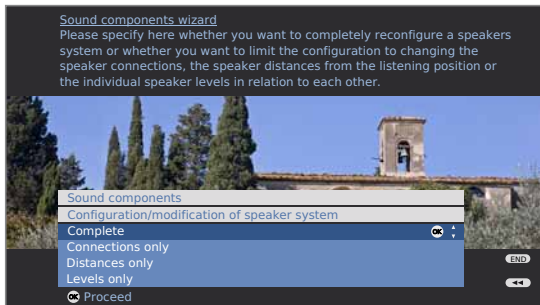 Sound components wizard
Please specify here whether you want to completely reconfigure a speakers
system or whether you want to limit the configuration to changing the
speaker connections, the speaker distances from the listening position or
the individual speaker levels in relation to each other.
Sound components
Configuration/modification of speaker system
Complete OK
Connections only
Distances only
Levels only
OK Proceed
END